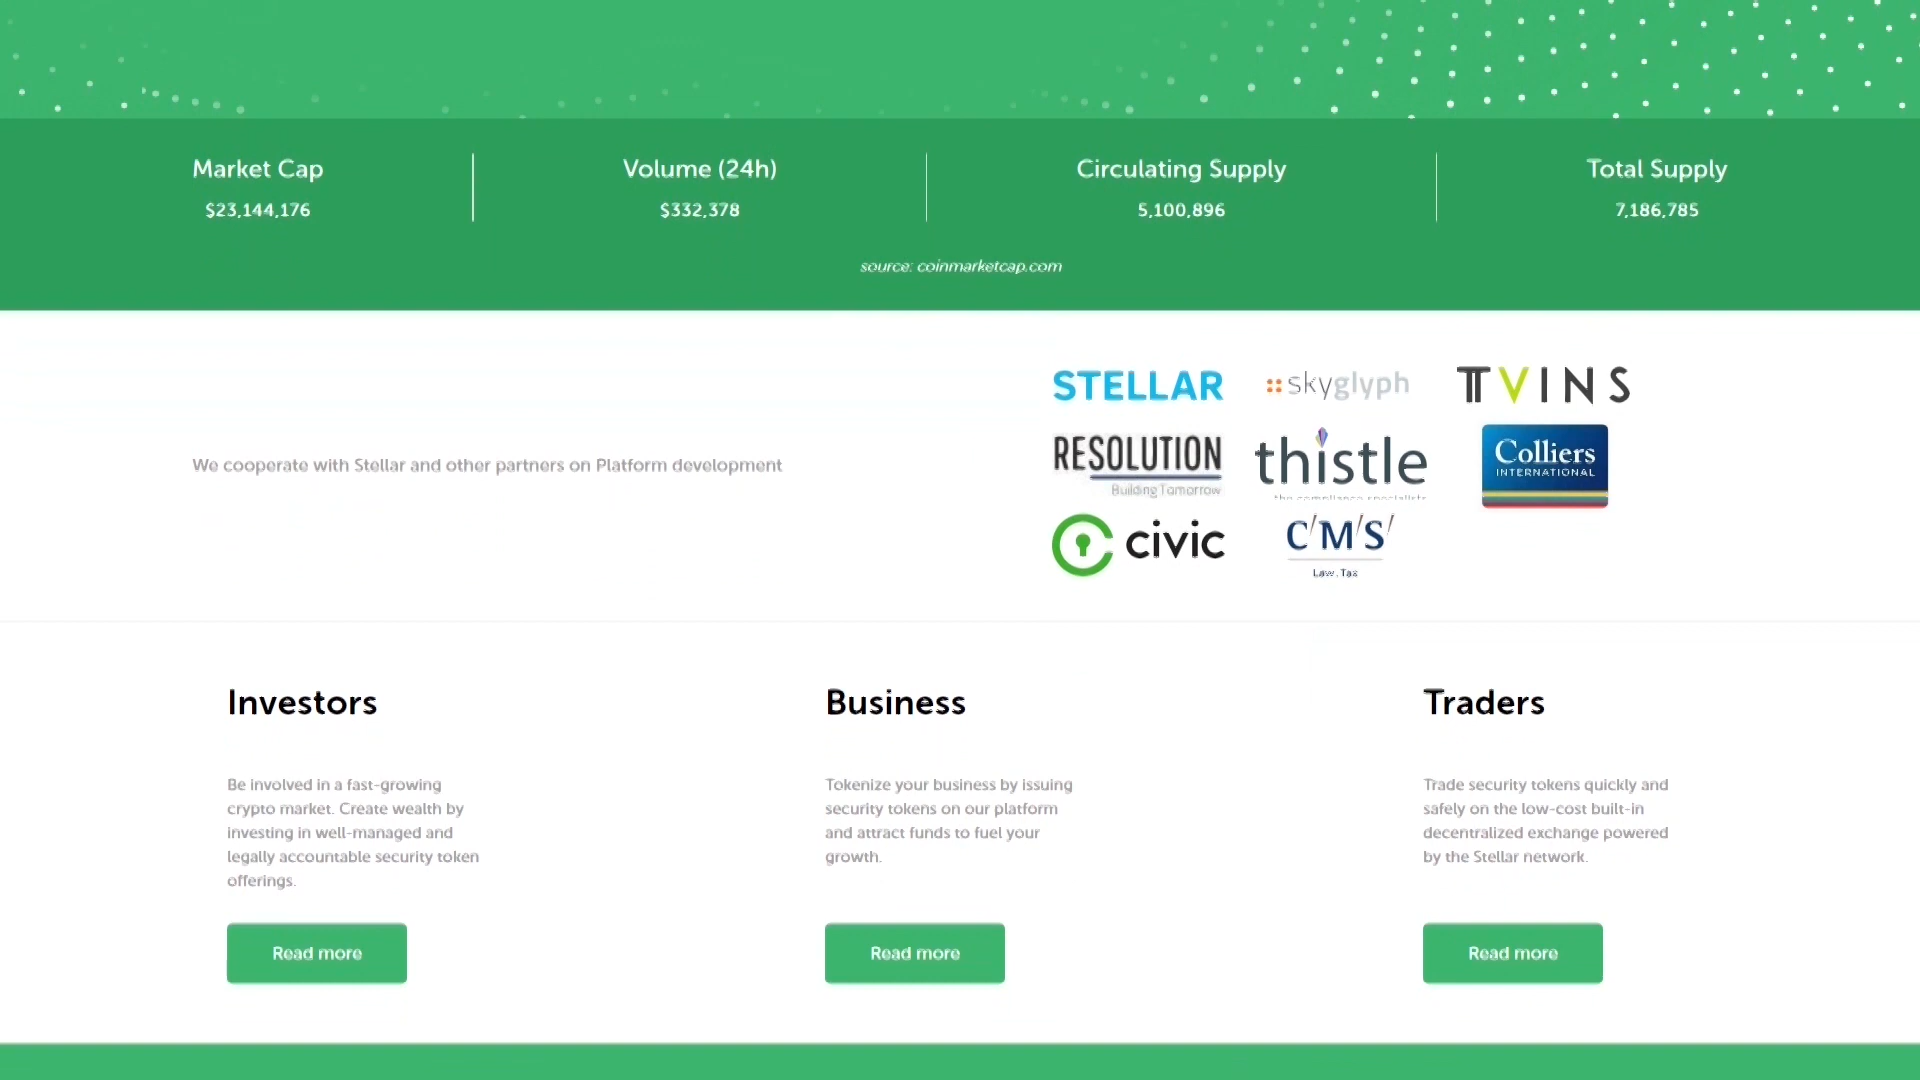 Market Cap
Volume (24h)
Circulating Supply
Total Supply
$23,144,176
$332,378
5,100,896
7,186,785
source: coinmarketcap.com
We cooperate with Stellar and other partners on Platform development
STELLAR
skyglyph
TVINS
RESOLUTION
Building Tomorrow
thistle
the compliance specialists
Colliers
INTERNATIONAL
civic
C/M/S/
Law.Tax
Investors
Be involved in a fast-growing
crypto market. Create wealth by
investing in well-managed and
legally accountable security token
offerings.
Read more
Business
Tokenize your business by issuing
security tokens on our platform
and attract funds to fuel your
growth.
Read more
Traders
Trade security tokens quickly and
safely on the low-cost built-in
decentralized exchange powered
by the Stellar network.
Read more